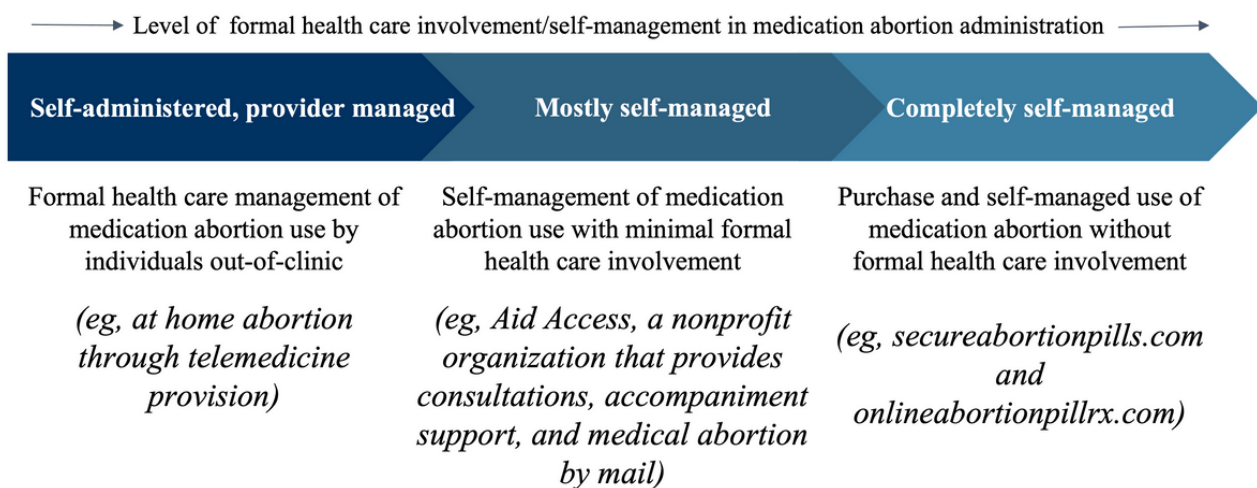 Level of formal health care involvement/self-management in medication abortion administration
Self-administered, provider managed
Mostly self-managed
Completely self-managed
Formal health care management of
medication abortion use by
individuals out-of-clinic
(eg, at home abortion
through telemedicine
provision)
Self-management of medication
abortion use with minimal formal
health care involvement
(eg, Aid Access, a nonprofit
organization that provides
consultations, accompaniment
support, and medical abortion
by mail)
Purchase and self-managed use of
medication abortion without
formal health care involvement
(eg, secureabortionpills.com
and
onlineabortionpillrx.com)